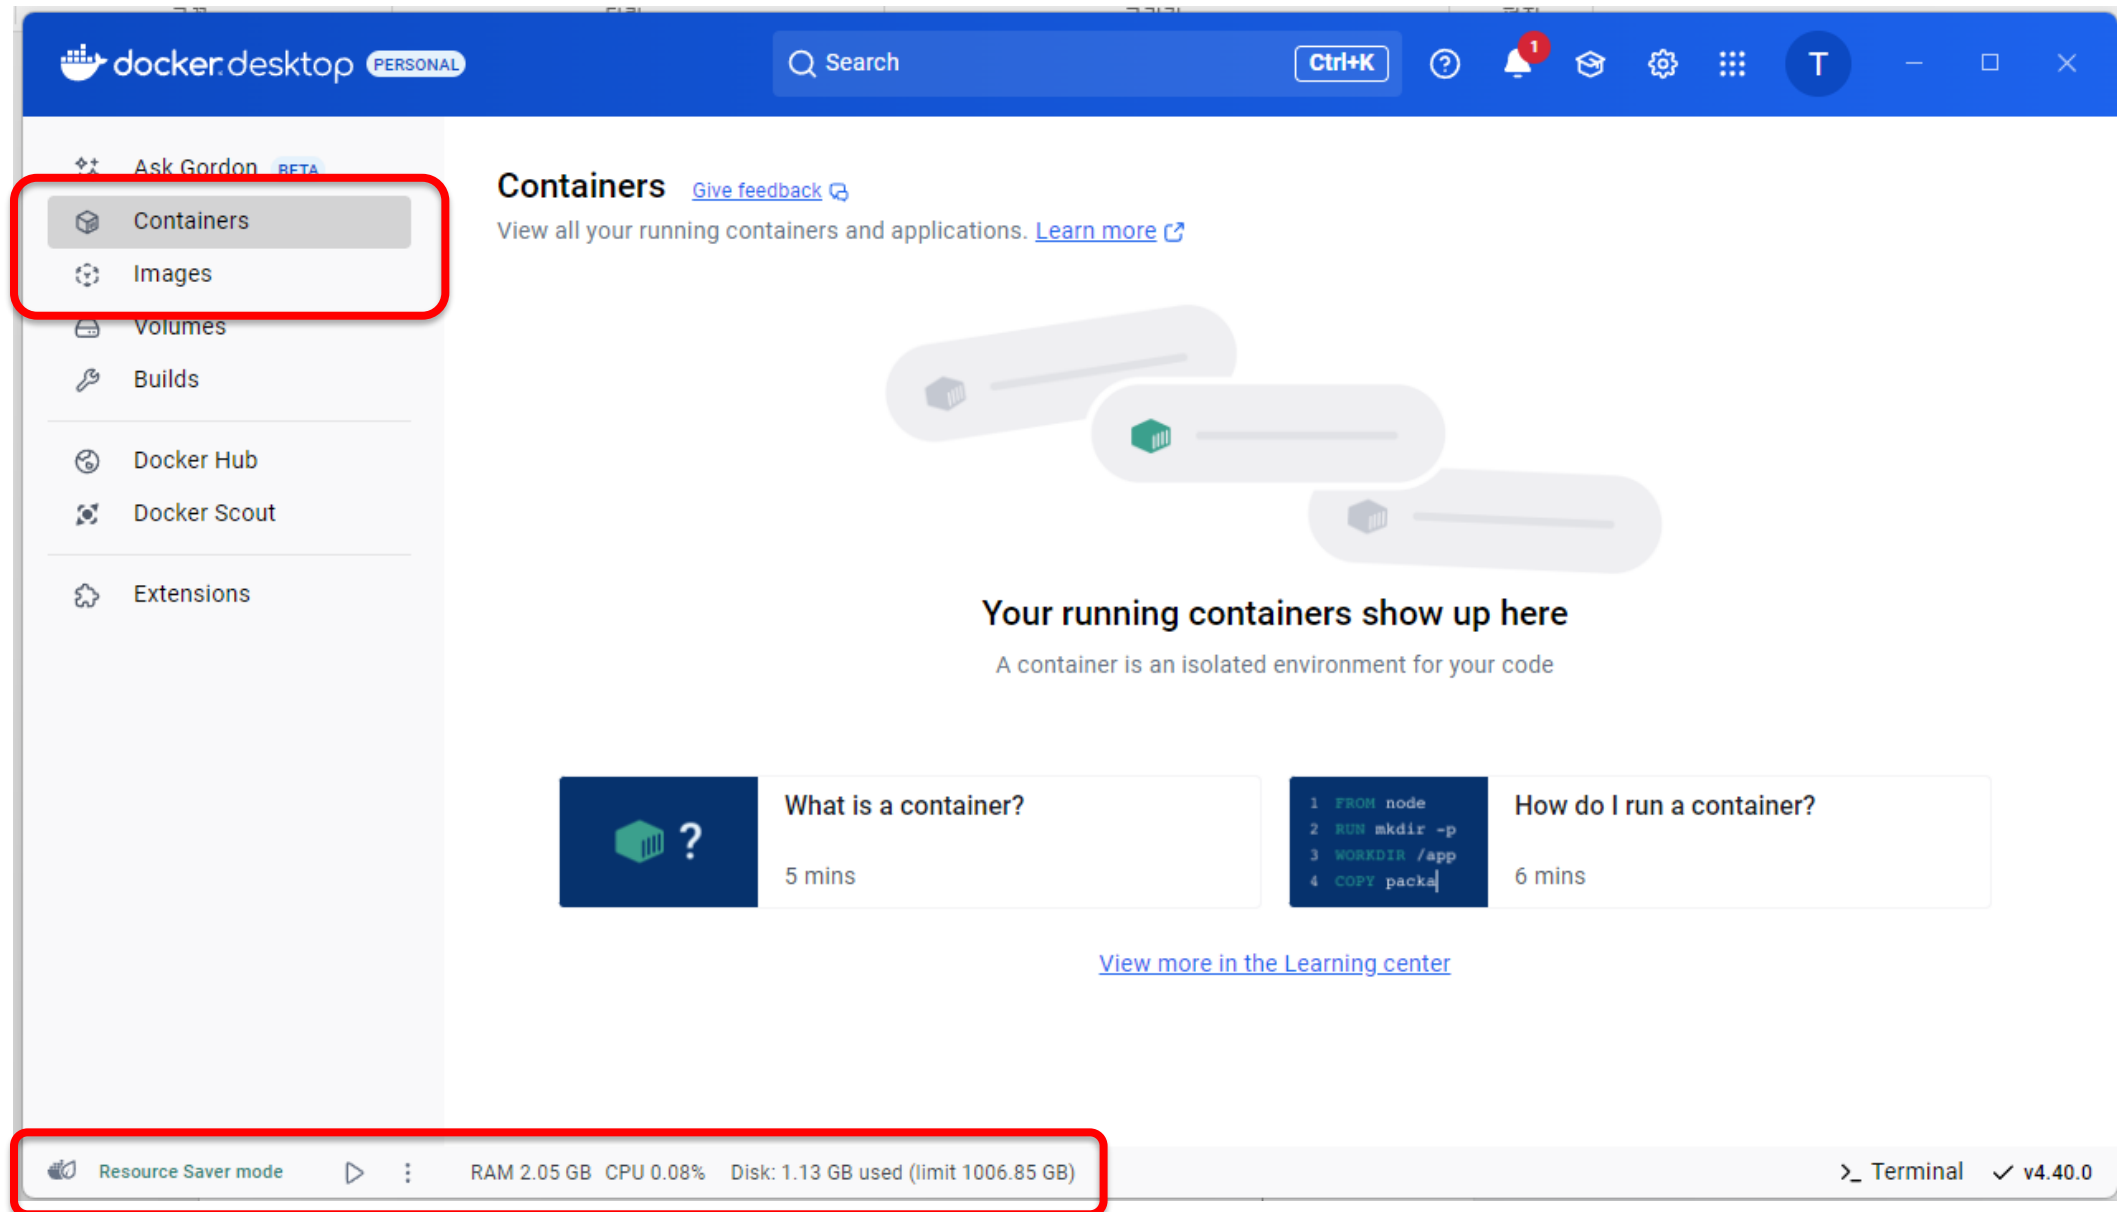 docker.desktop PERSONAL
Search
Ctrl+K
1
T
Ask Gordon BETA
Containers
Images
Volumes
Builds
Docker Hub
Docker Scout
Extensions
Containers Give feedback
View all your running containers and applications. Learn more
Your running containers show up here
A container is an isolated environment for your code
?
What is a container?
5 mins
1 FROM node
2 RUN mkdir -p
3 WORKDIR /app
4 COPY packa
How do I run a container?
6 mins
View more in the Learning center
Resource Saver mode
RAM 2.05 GB CPU 0.08% Disk: 1.13 GB used (limit 1006.85 GB)
>_ Terminal
v4.40.0